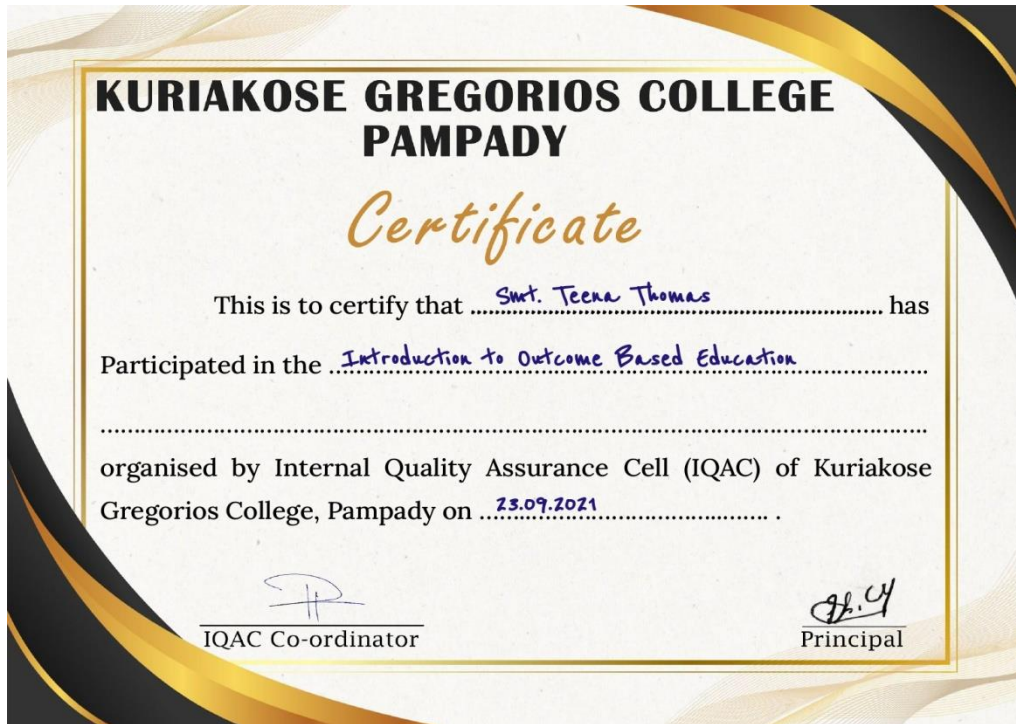 KURIAKOSE GREGORIOS COLLEGE
PAMPADY
Certificate
This is to certify that ..Smt. Teena Thomas.. has
Participated in the ..Introduction to Outcome Based Education..
organised by Internal Quality Assurance Cell (IQAC) of Kuriakose
Gregorios College, Pampady on ..23.09.2021.. .
IQAC Co-ordinator
Principal